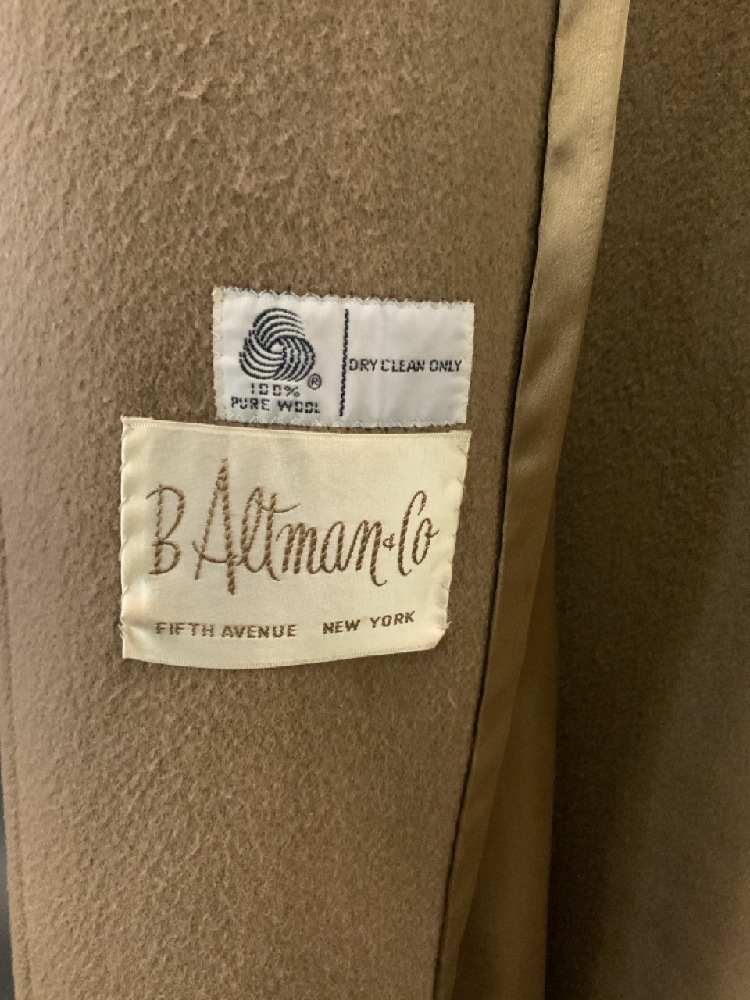 ®
100%
PURE WOOL
DRY CLEAN ONLY
B Altman & Co
FIFTH AVENUE NEW YORK